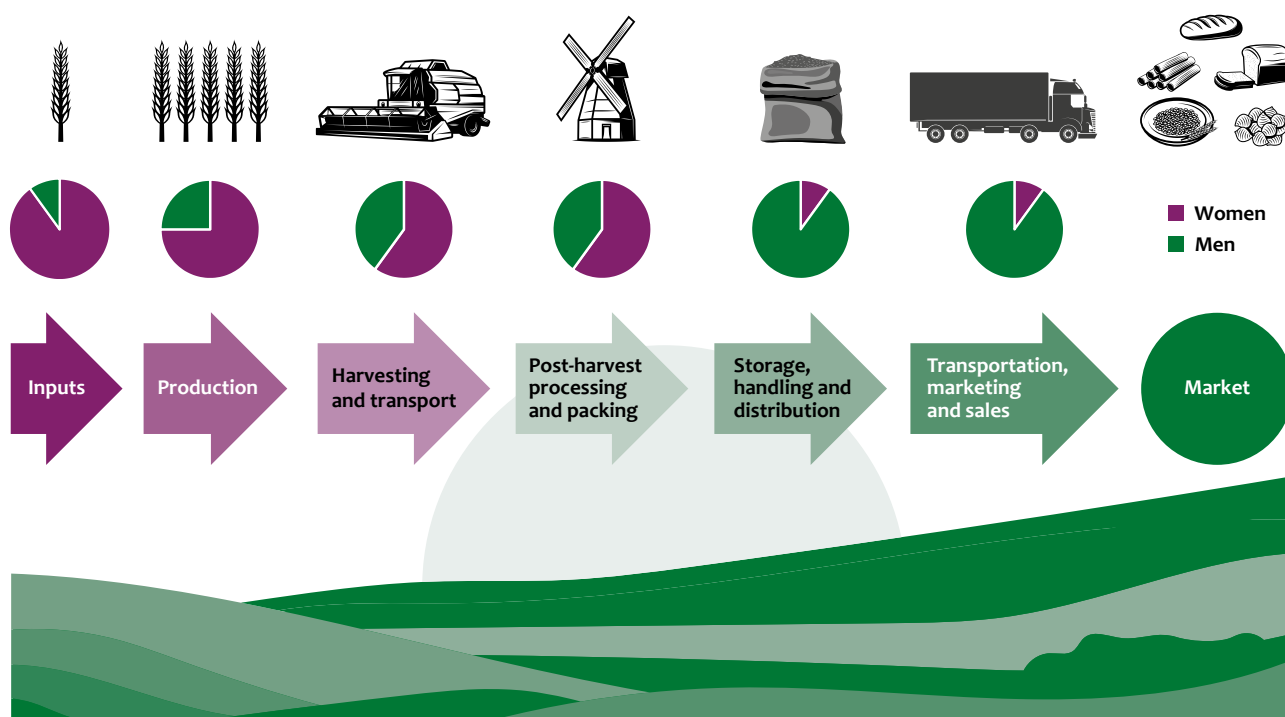 Women
Men
Inputs
Production
Harvesting
and transport
Post-harvest
processing
and packing
Storage,
handling and
distribution
Transportation,
marketing
and sales
Market